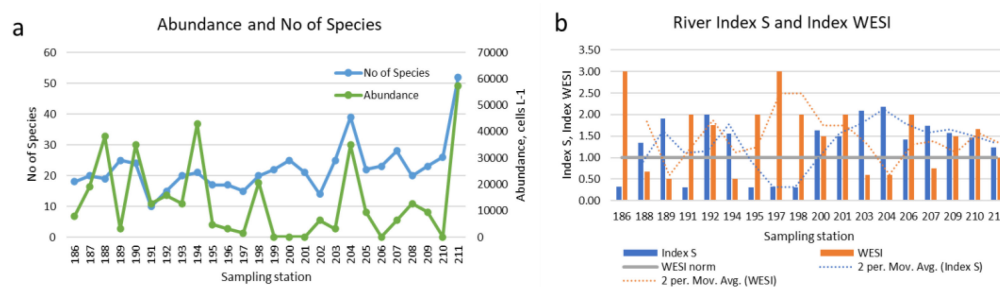 a
Abundance and No of Species
60
50
40
30
20
10
0
No of Species
70000
60000
50000
40000
30000
20000
10000
0
Abundance, cells L-1
No of Species
Abundance
186 187 188 189 190 191 192 193 194 195 196 197 198 199 200 201 202 203 204 205 206 207 208 209 210 211
Sampling station
b
River Index S and Index WESI
3.50
3.00
2.50
2.00
1.50
1.00
0.50
0.00
Index S, Index WESI
186 188 189 191 192 194 195 197 198 200 201 203 204 206 207 209 210
Sampling station
Index S
WESI
WESI norm
2 per. Mov. Avg. (Index S)
2 per. Mov. Avg. (WESI)